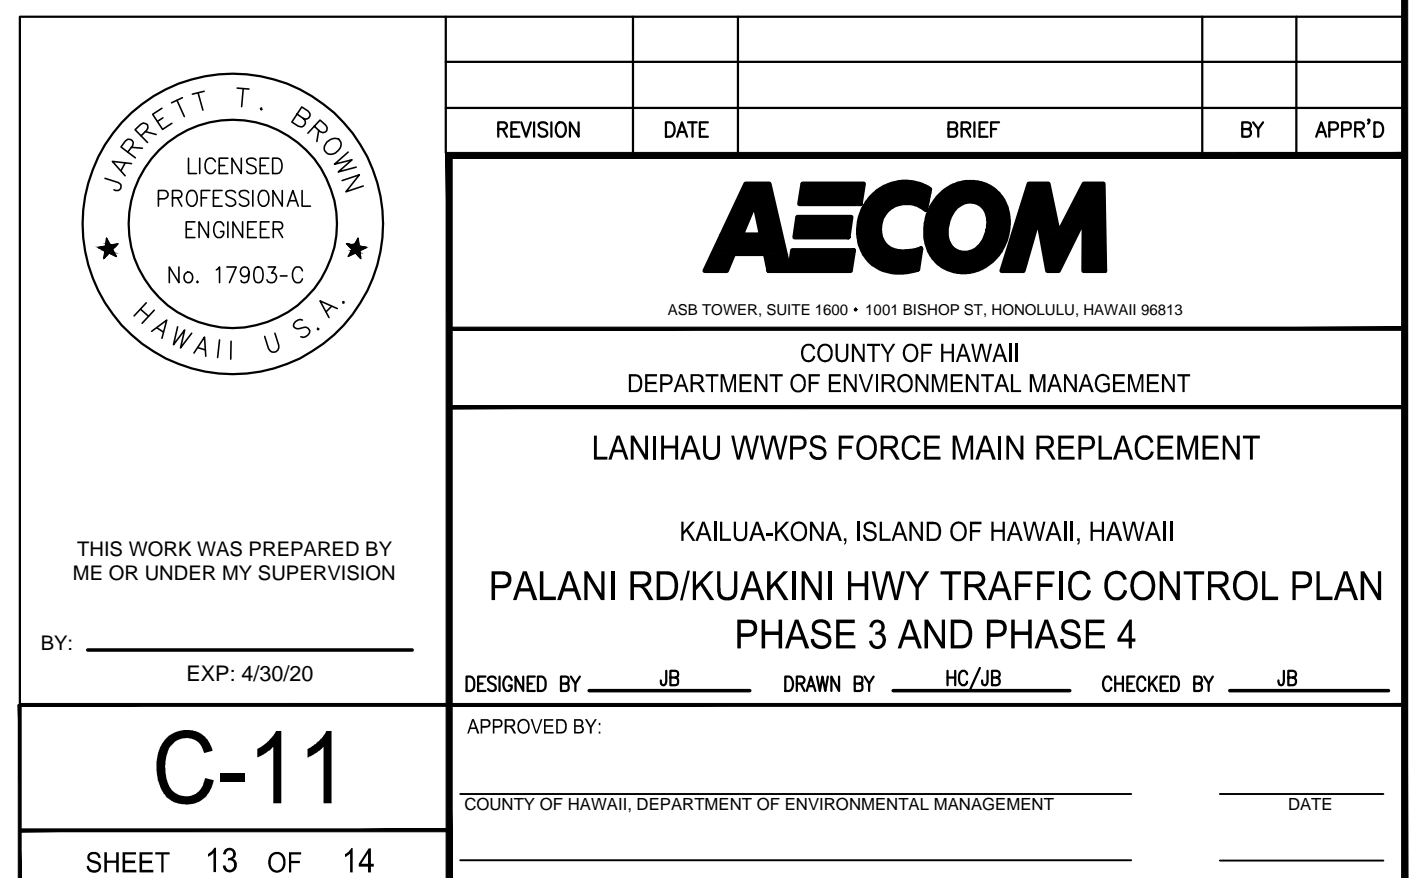 JARRETT T. BROWN
LICENSED
PROFESSIONAL
ENGINEER
No. 17903-C
HAWAII U.S.A.
THIS WORK WAS PREPARED BY
ME OR UNDER MY SUPERVISION
BY:
EXP: 4/30/20
C-11
SHEET 13 OF 14
REVISION DATE BRIEF BY APPR'D
AECOM
ASB TOWER, SUITE 1600 • 1001 BISHOP ST, HONOLULU, HAWAII 96813
COUNTY OF HAWAII
DEPARTMENT OF ENVIRONMENTAL MANAGEMENT
LANIHAU WWPS FORCE MAIN REPLACEMENT
KAILUA-KONA, ISLAND OF HAWAII, HAWAII
PALANI RD/KUAKINI HWY TRAFFIC CONTROL PLAN
PHASE 3 AND PHASE 4
DESIGNED BY JB DRAWN BY HC/JB CHECKED BY JB
APPROVED BY:
COUNTY OF HAWAII, DEPARTMENT OF ENVIRONMENTAL MANAGEMENT DATE